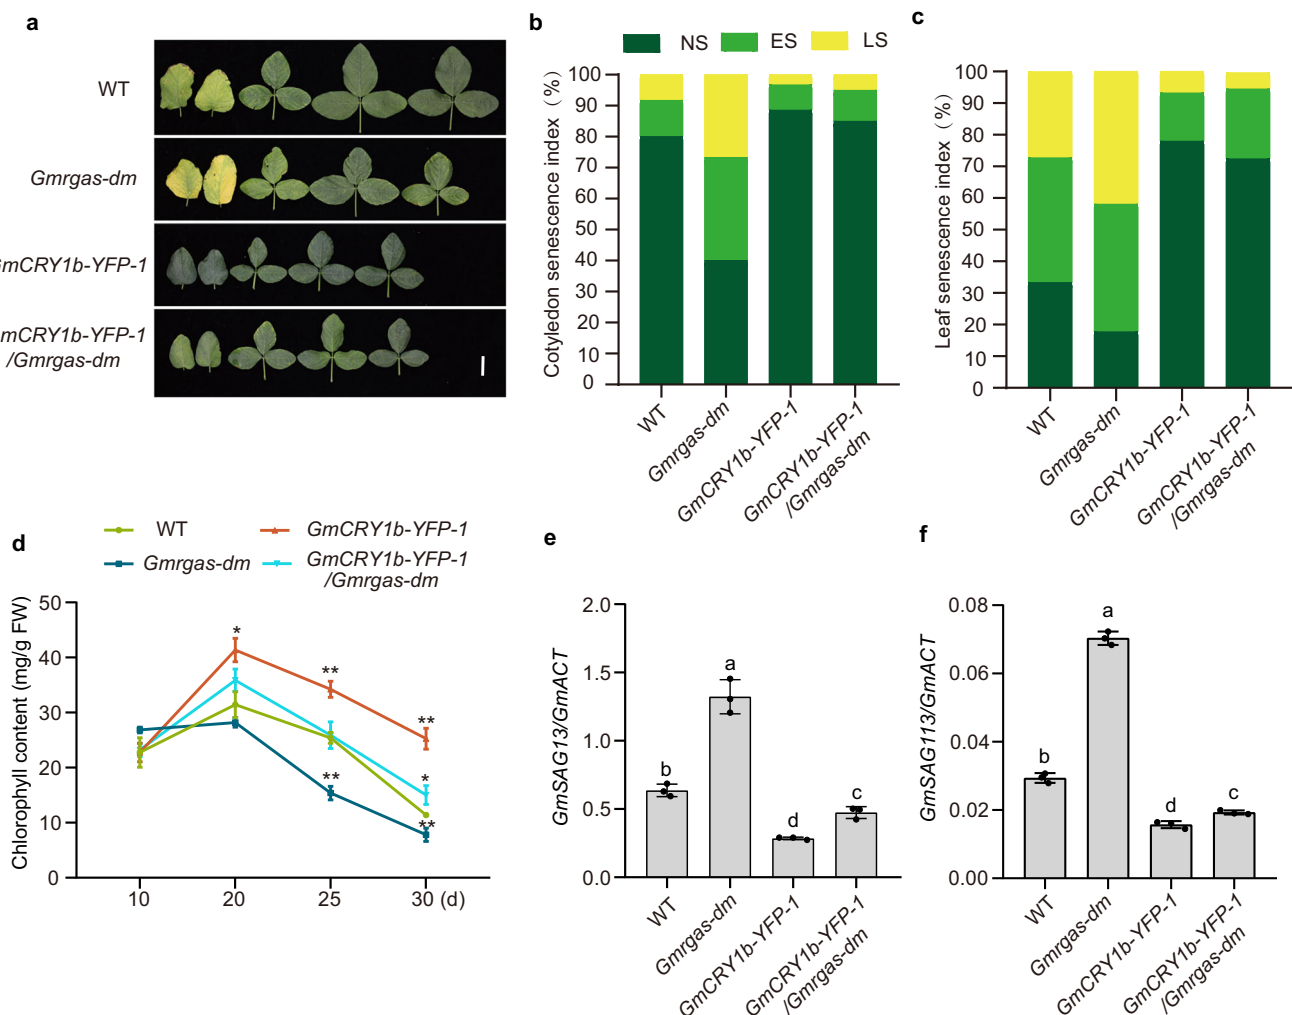 a
WT
Gmrgas-dm
GmCRY1b-YFP-1
mCRY1b-YFP-1
/Gmrgas-dm
b
NS
ES
LS
Cotyledon senescence index (%)
100
90
80
70
60
50
40
30
20
10
0
WT
Gmrgas-dm
GmCRY1b-YFP-1
GmCRY1b-YFP-1
/Gmrgas-dm
c
Leaf senescence index (%)
100
90
80
70
60
50
40
30
20
10
0
WT
Gmrgas-dm
GmCRY1b-YFP-1
GmCRY1b-YFP-1
/Gmrgas-dm
d
WT
GmCRY1b-YFP-1
Gmrgas-dm
GmCRY1b-YFP-1
/Gmrgas-dm
Chlorophyll content (mg/g FW)
50
40
30
20
10
0
*
**
**
**
*
**
10
20
25
30 (d)
e
GmSAG13/GmACT
2.0
1.5
1.0
0.5
0.0
b
a
d
c
WT
Gmrgas-dm
GmCRY1b-YFP-1
GmCRY1b-YFP-1
/Gmrgas-dm
f
GmSAG113/GmACT
0.08
0.06
0.04
0.02
0.00
b
a
d
c
WT
Gmrgas-dm
GmCRY1b-YFP-1
GmCRY1b-YFP-1
/Gmrgas-dm